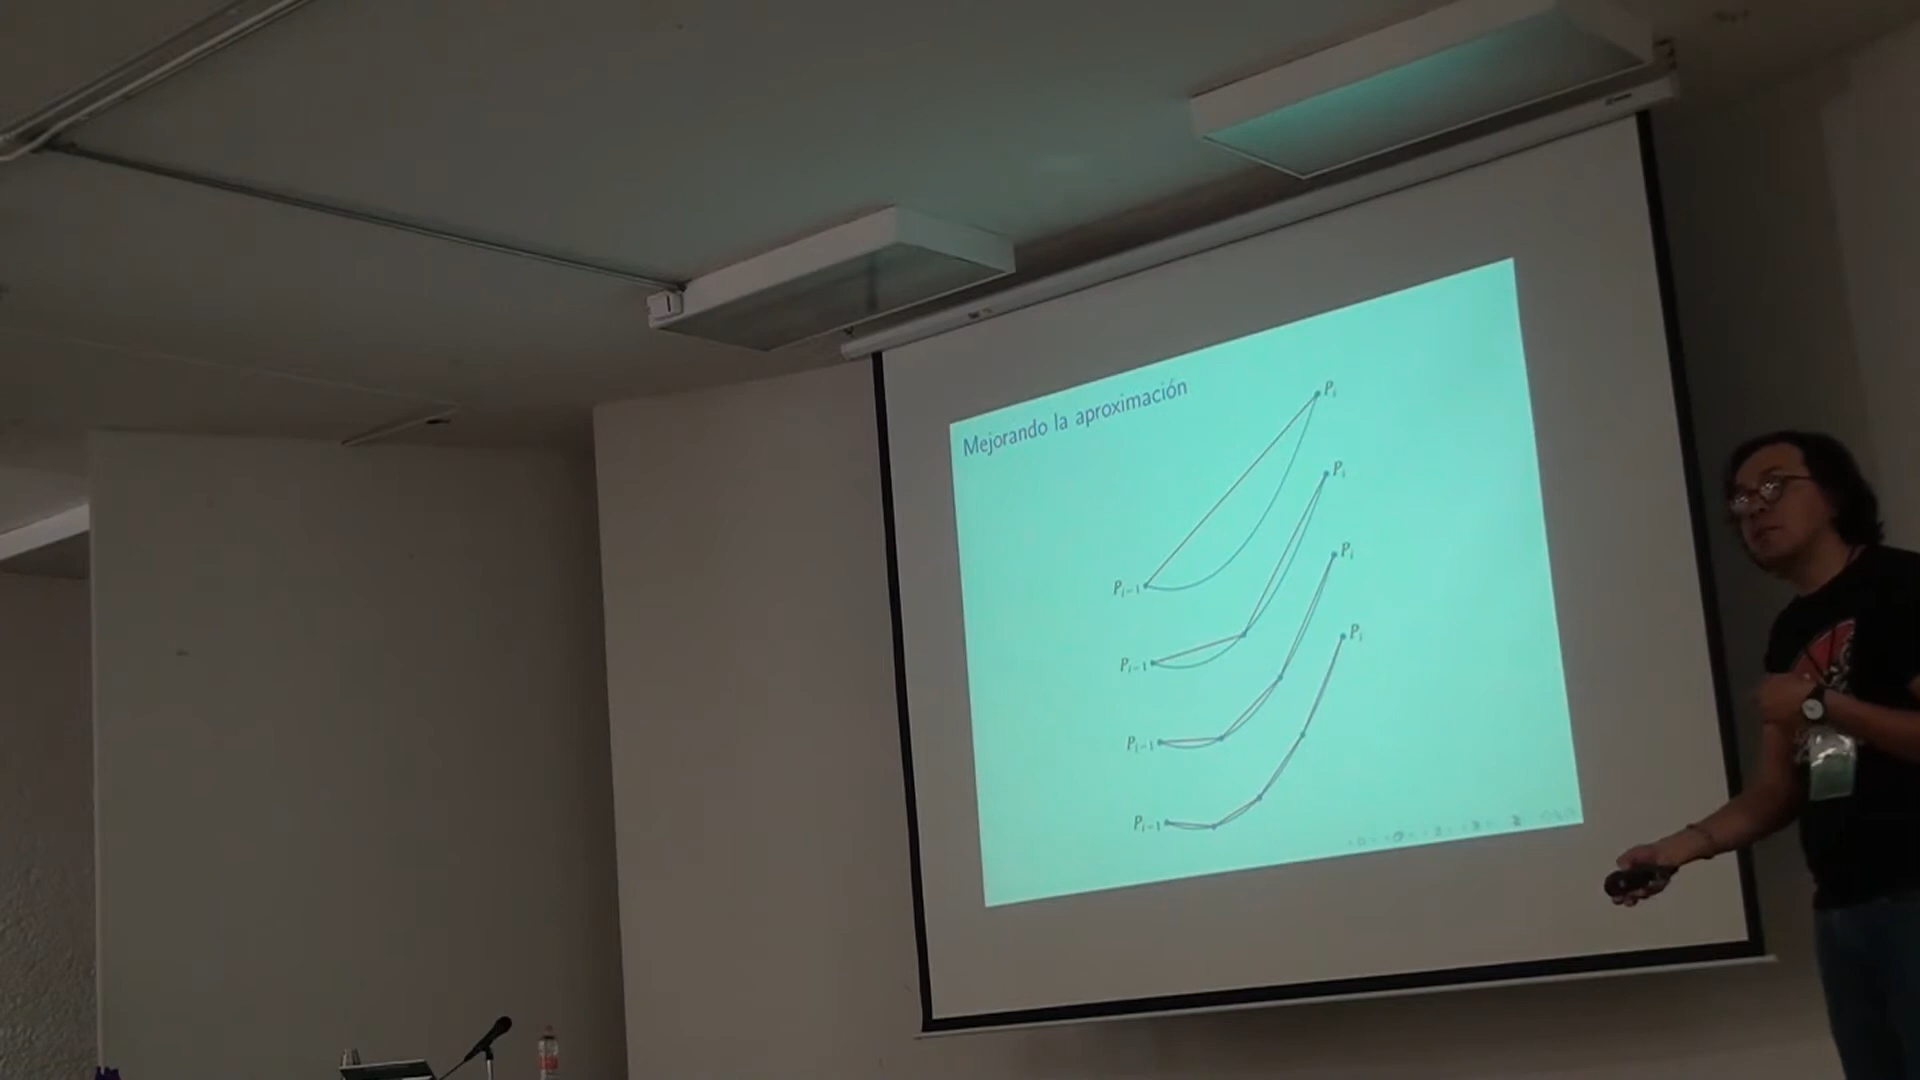 Mejorando la aproximación
P_i
P_{i-1}
P_i
P_{i-1}
P_i
P_{i-1}
P_i
P_{i-1}